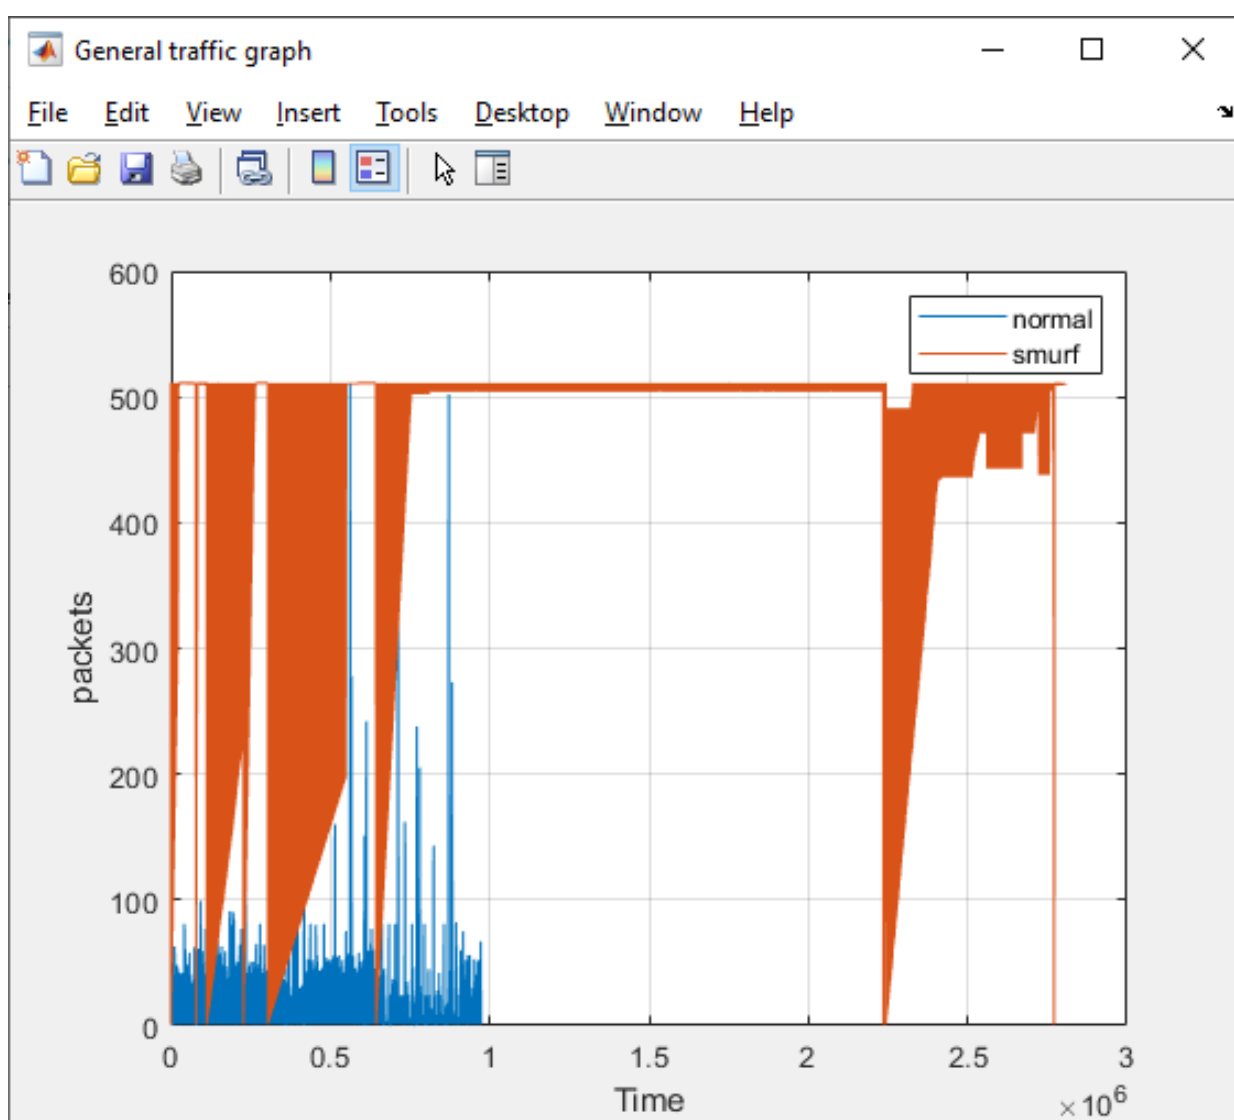 General traffic graph
File Edit View Insert Tools Desktop Window Help
600
500
400
300
200
100
0
packets
normal
smurf
0 0.5 1 1.5 2 2.5 3
Time
×10⁶